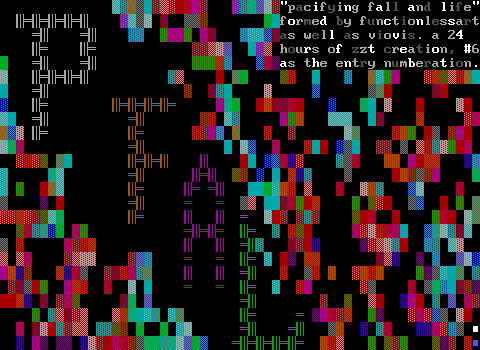 "pacifying fall and life"
formed by functionlessart
as well as viovis. a 24
hours of zzt creation, #6
as the entry numberation.
P
F
A
L